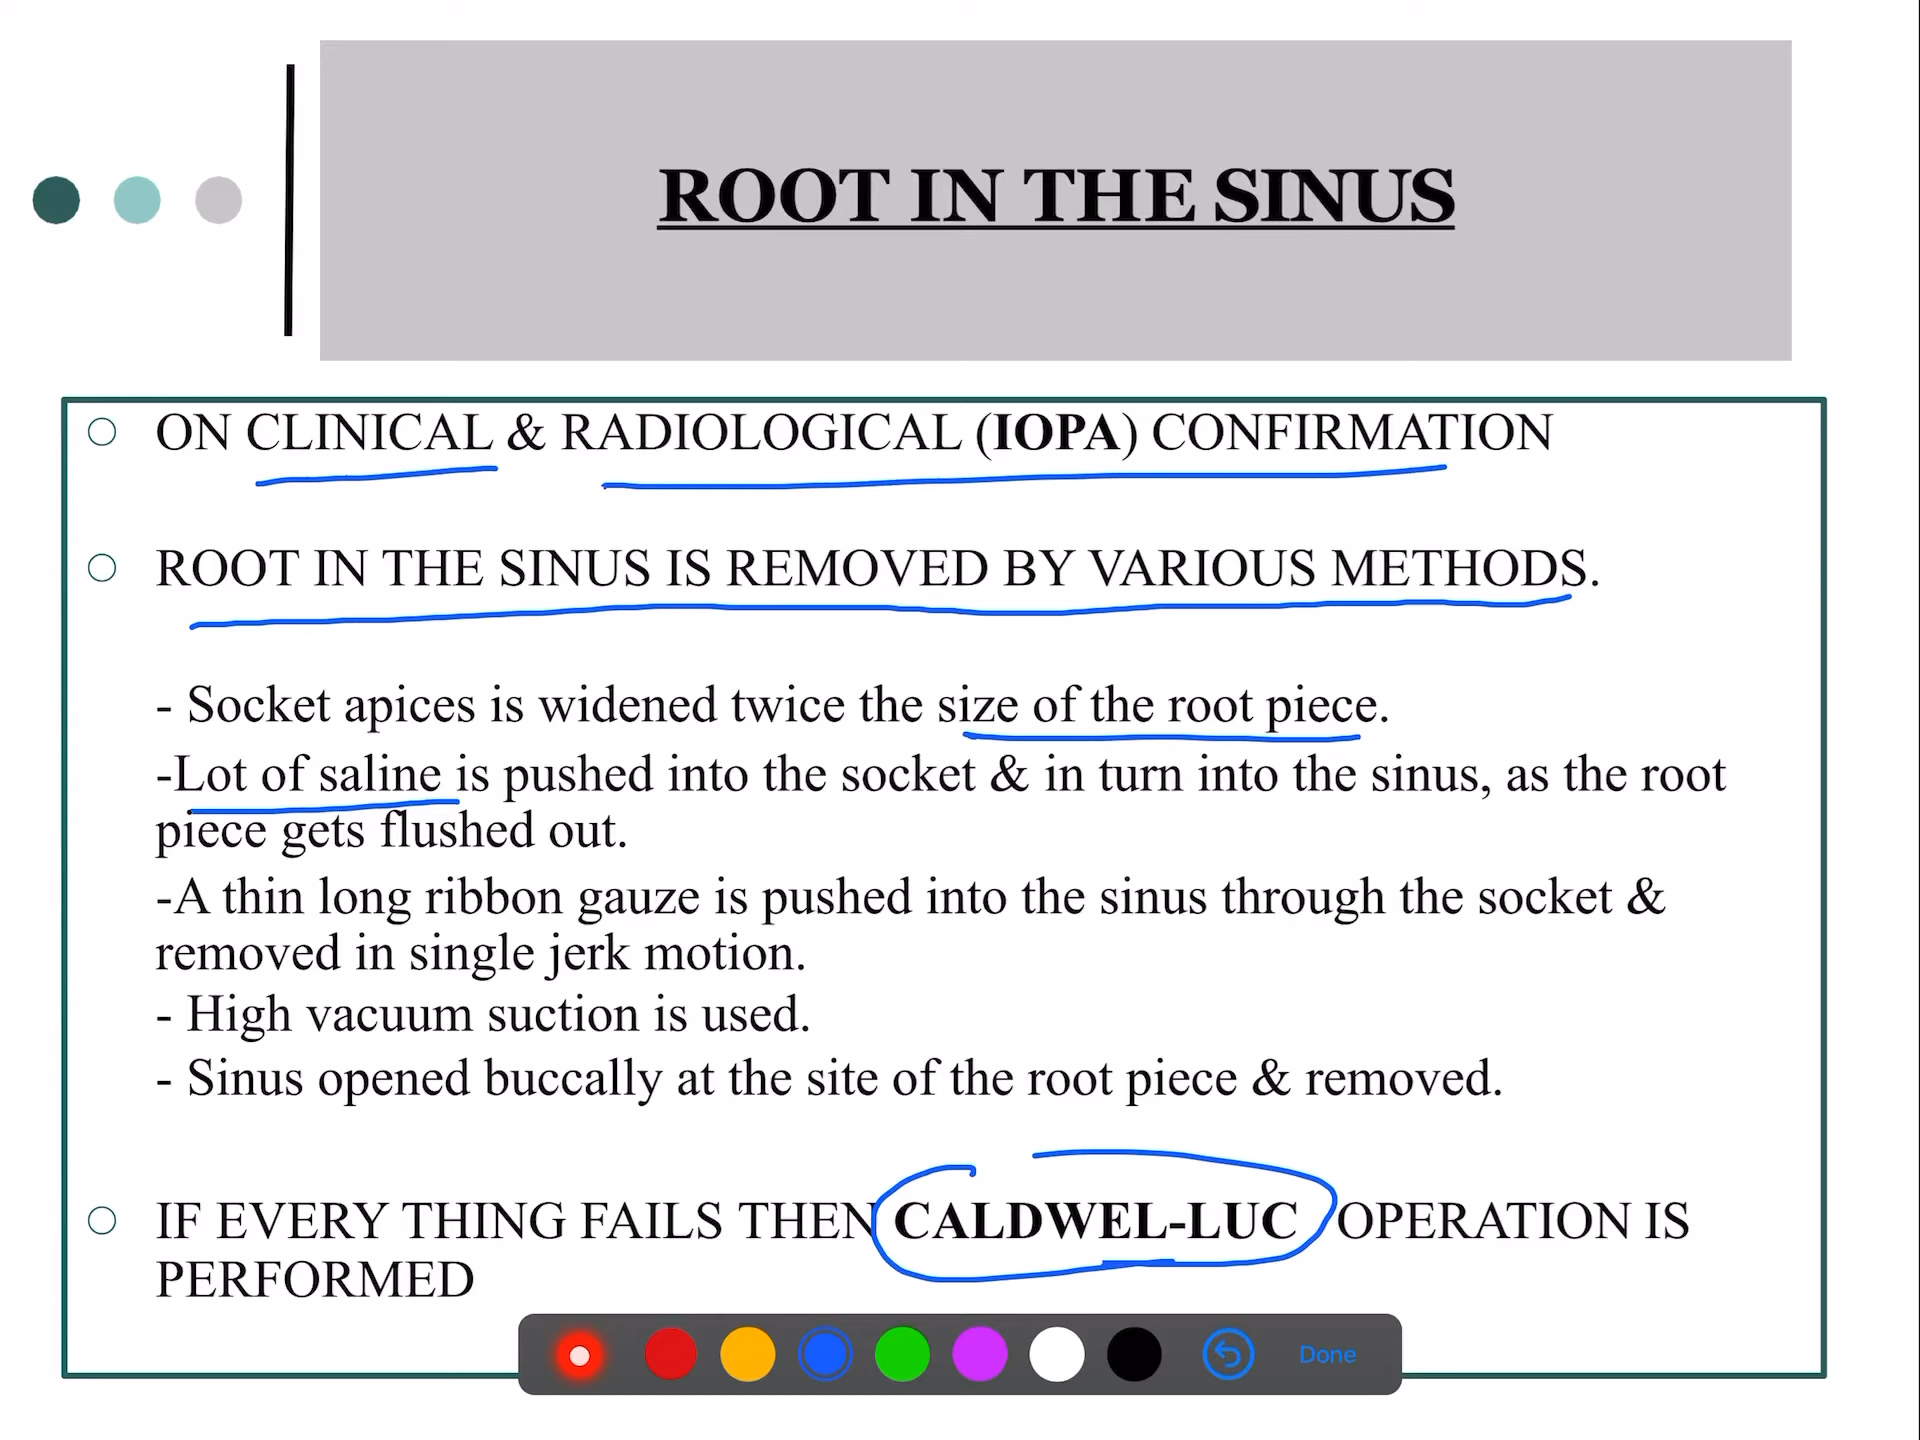 ROOT IN THE SINUS
ON CLINICAL & RADIOLOGICAL (IOPA) CONFIRMATION
ROOT IN THE SINUS IS REMOVED BY VARIOUS METHODS.
- Socket apices is widened twice the size of the root piece.
-Lot of saline is pushed into the socket & in turn into the sinus, as the root
piece gets flushed out.
-A thin long ribbon gauze is pushed into the sinus through the socket &
removed in single jerk motion.
- High vacuum suction is used.
- Sinus opened buccally at the site of the root piece & removed.
IF EVERY THING FAILS THEN CALDWEL-LUC OPERATION IS
PERFORMED
Done